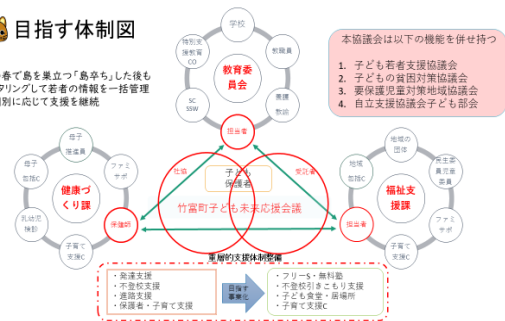 目指す体制図
春で島を巣立つ「島卒ち」した後も
タリングして若者の情報を一括管理
別に応じて支援を継続
学校
特別支
援教育
CO
教職員
教育委
員会
SC
SSW
養護
教諭
担当者
本協議会は以下の機能を併せ持つ
1. 子ども若者支援協議会
2. 子どもの貧困対策協議会
3. 要保護児童対策地域協議会
4. 自立支援協議会子ども部会
母子
推進員
母子
包括C
ファミ
サポ
健康づ
くり課
乳幼児
検診
保健師
子育て
支援C
社協
子ども
保護者
受託者
竹富町子ども未来応援会議
地域の
団体
地域
包括C
民生委
員児童
委員
福祉支
援課
担当者
ファミ
サポ
子育て
支援C
重層的支援体制整備
・発達支援
・不登校支援
・進路支援
・保護者・子育て支援
目指す
事業化
・フリーS・無料塾
・不登校引きこもり支援
・子ども食堂・居場所
・子育て支援C